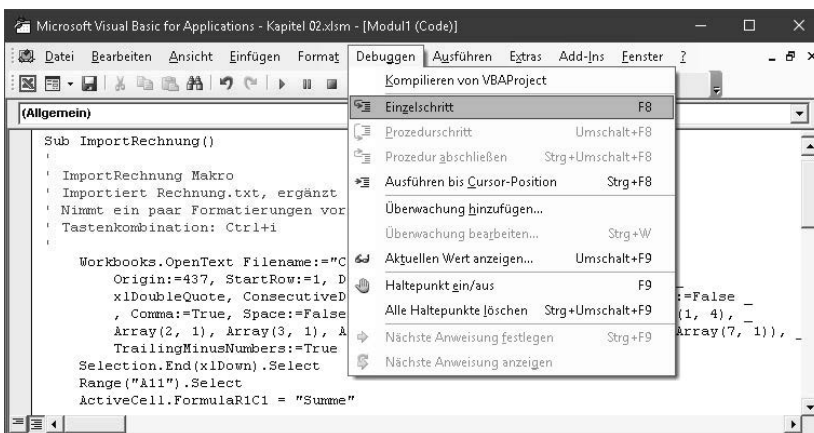 Microsoft Visual Basic for Applications - Kapitel 02.xlsm - [Modul1 (Code)]
Datei Bearbeiten Ansicht Einfügen Format Debuggen Ausführen Extras Add-Ins Fenster ?
Kompilieren von VBAProject
Einzelschritt F8
Prozedurschritt Umschalt+F8
Prozedur abschließen Strg+Umschalt+F8
Ausführen bis Cursor-Position Strg+F8
Überwachung hinzufügen...
Überwachung bearbeiten... Strg+W
Aktuellen Wert anzeigen... Umschalt+F9
Haltepunkt ein/aus F9
Alle Haltepunkte löschen Strg+Umschalt+F9
Nächste Anweisung festlegen Strg+F9
Nächste Anweisung anzeigen
(Allgemein)
Sub ImportRechnung()
'
' ImportRechnung Makro
' Importiert Rechnung.txt, ergänzt
' Nimmt ein paar Formatierungen vor
' Tastenkombination: Ctrl+i
'
Workbooks.OpenText Filename:="C
Origin:=437, StartRow:=1, D
xlDoubleQuote, ConsecutiveD :=False _
, Comma:=True, Space:=False (1, 4), _
Array(2, 1), Array(3, 1), A Array(7, 1)), _
TrailingMinusNumbers:=True
Selection.End(xlDown).Select
Range("A11").Select
ActiveCell.FormulaR1C1 = "Summe"